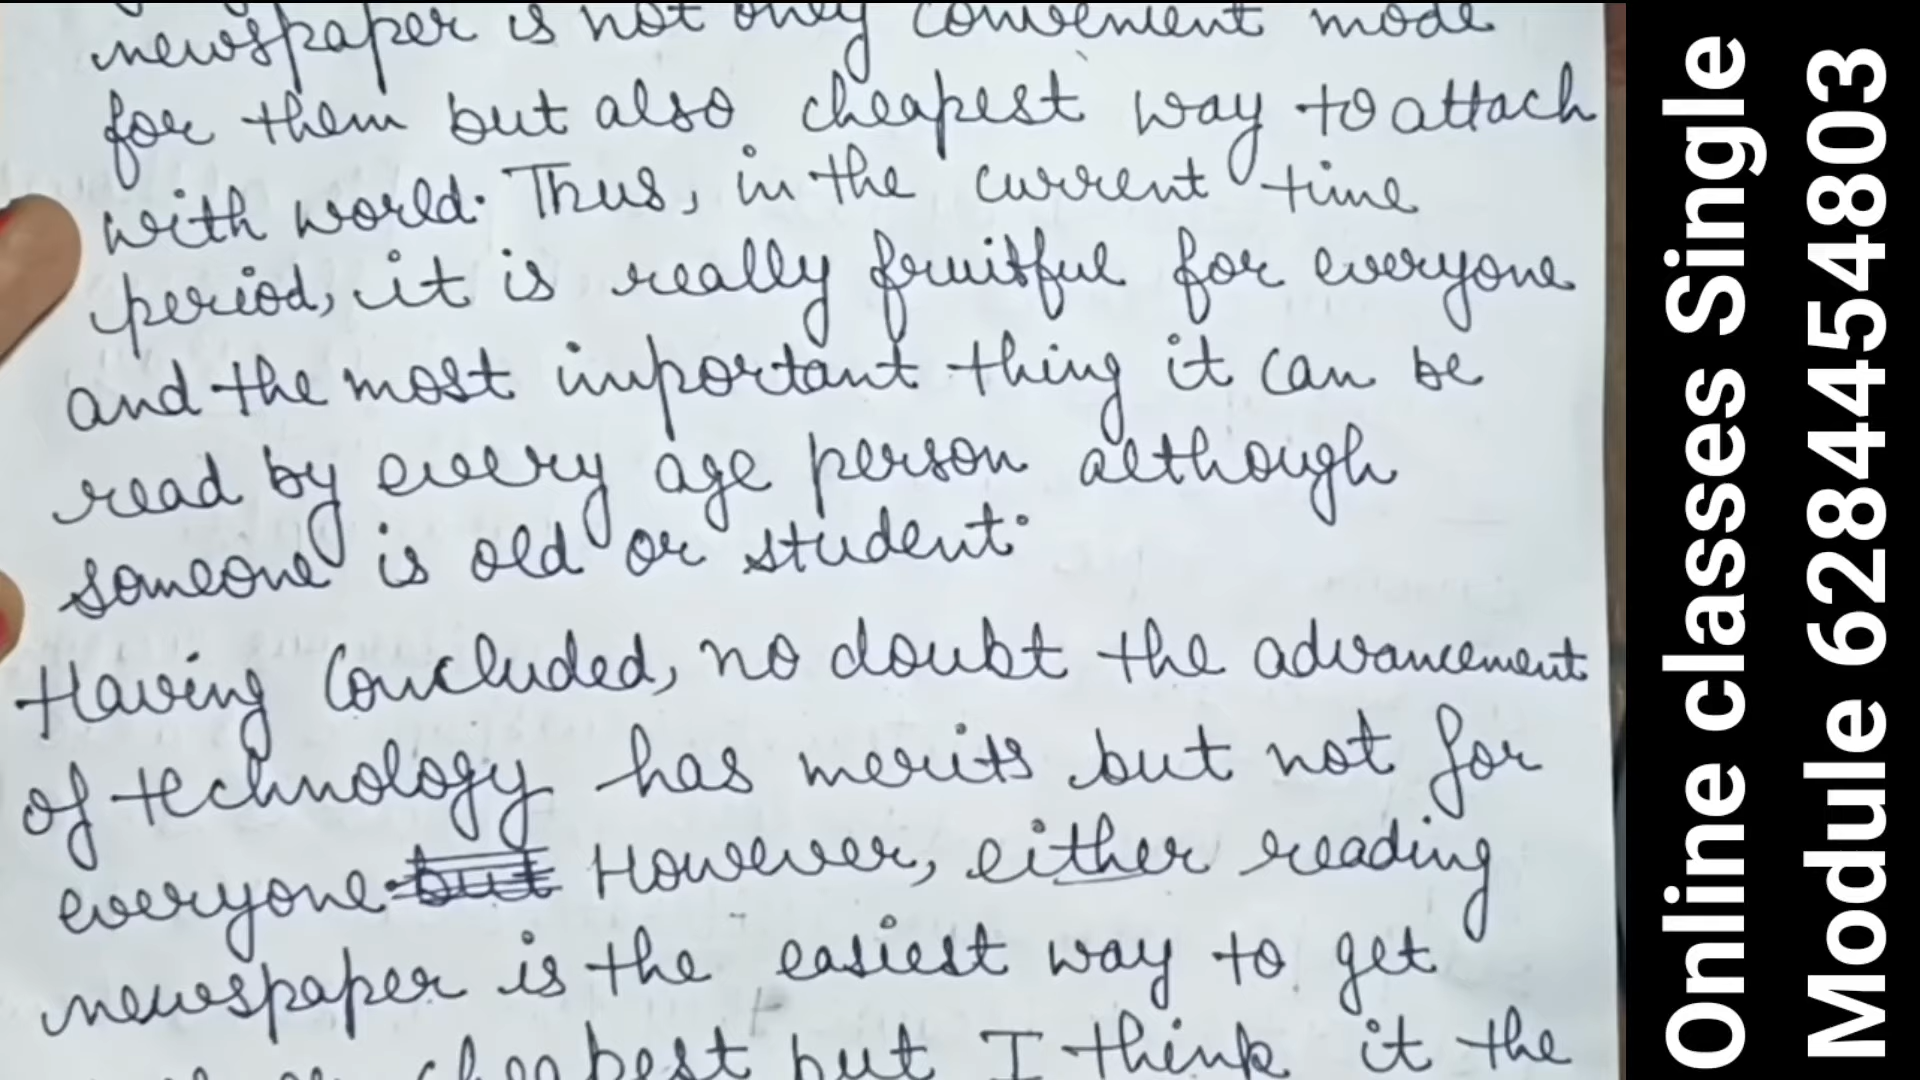 newspaper is not only convenient mode
for them but also cheapest way to attach
with world. Thus, in the current time
period, it is really fruitful for everyone
and the most important thing it can be
read by every age person although
someone is old or student.
Having Concluded, no doubt the advancement
of technology has merits but not for
everyone. but However, either reading
newspaper is the easiest way to get
cheapest but I think it the
Online classes Single
Module 6284454803